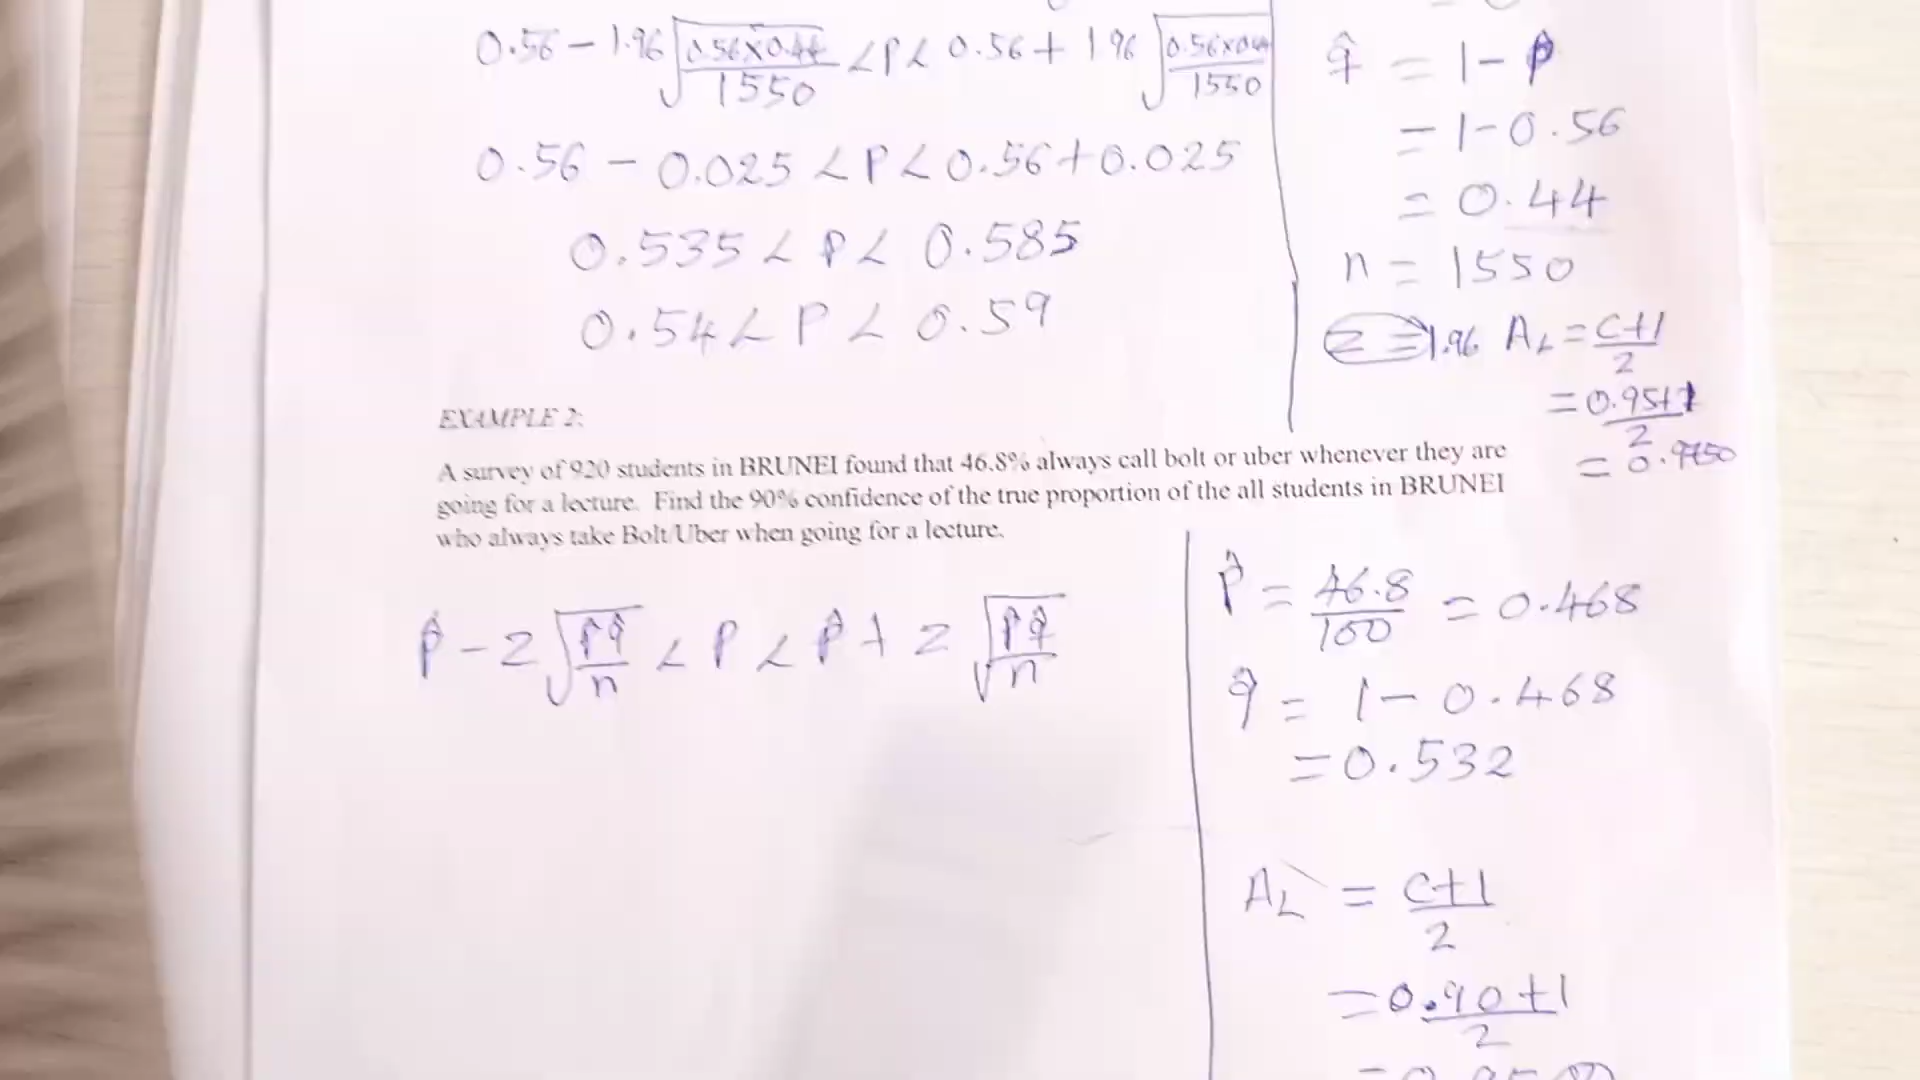 0.56 - 1.96 √(0.56×0.44/1550) < P < 0.56 + 1.96 √(0.56×0.44/1550)
0.56 - 0.025 < P < 0.56 + 0.025
0.535 < P < 0.585
0.54 < P < 0.59
q̂ = 1 - p̂
= 1 - 0.56
= 0.44
n = 1550
z = 1.96 A_L = C+1/2
= 0.95+1/2
= 0.9750
EXAMPLE 2:
A survey of 920 students in BRUNEI found that 46.8% always call bolt or uber whenever they are
going for a lecture. Find the 90% confidence of the true proportion of the all students in BRUNEI
who always take Bolt/Uber when going for a lecture.
p̂ - z √(p̂q̂/n) < P < p̂ + z √(p̂q̂/n)
p̂ = 46.8/100 = 0.468
q̂ = 1 - 0.468
= 0.532
A_L = C+1/2
= 0.90+1/2